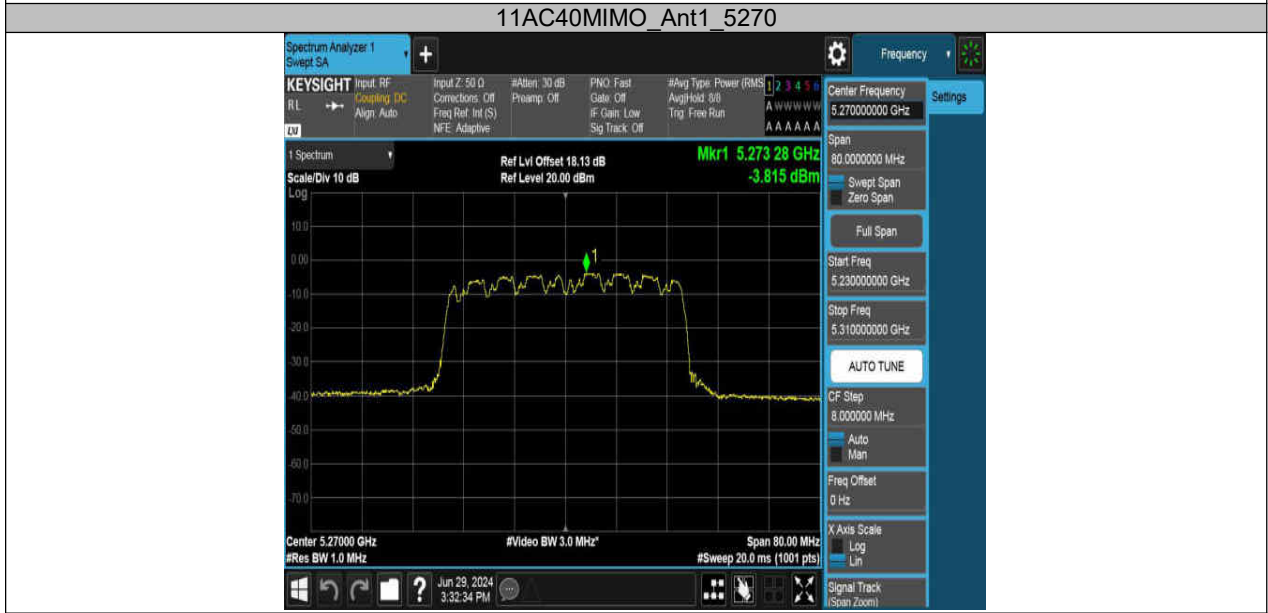 11AC40MIMO_Ant1_5270
Spectrum Analyzer 1
Swept SA
+
Frequency
KEYSIGHT
RL
LXI
Input: RF
Coupling: DC
Align: Auto
Input Z: 50 Ω
Corrections: Off
Freq Ref: Int (S)
NFE: Adaptive
#Atten: 30 dB
Preamp: Off
PNO: Fast
Gate: Off
IF Gain: Low
Sig Track: Off
#Avg Type: Power (RMS
Avg|Hold: 8/8
Trig: Free Run
1 2 3 4 5 6
A W W W W W
A A A A A A
Center Frequency
5.270000000 GHz
Settings
Span
80.0000000 MHz
Swept Span
Zero Span
Full Span
Start Freq
5.230000000 GHz
Stop Freq
5.310000000 GHz
AUTO TUNE
CF Step
8.000000 MHz
Auto
Man
Freq Offset
0 Hz
X Axis Scale
Log
Lin
Signal Track
(Span Zoom)
1 Spectrum
Scale/Div 10 dB
Ref Lvl Offset 18.13 dB
Ref Level 20.00 dBm
Mkr1 5.273 28 GHz
-3.815 dBm
Log
10.0
0.00
-10.0
-20.0
-30.0
-40.0
-50.0
-60.0
-70.0
1
Center 5.27000 GHz
#Res BW 1.0 MHz
#Video BW 3.0 MHz*
Span 80.00 MHz
#Sweep 20.0 ms (1001 pts)
?
Jun 29, 2024
3:32:34 PM